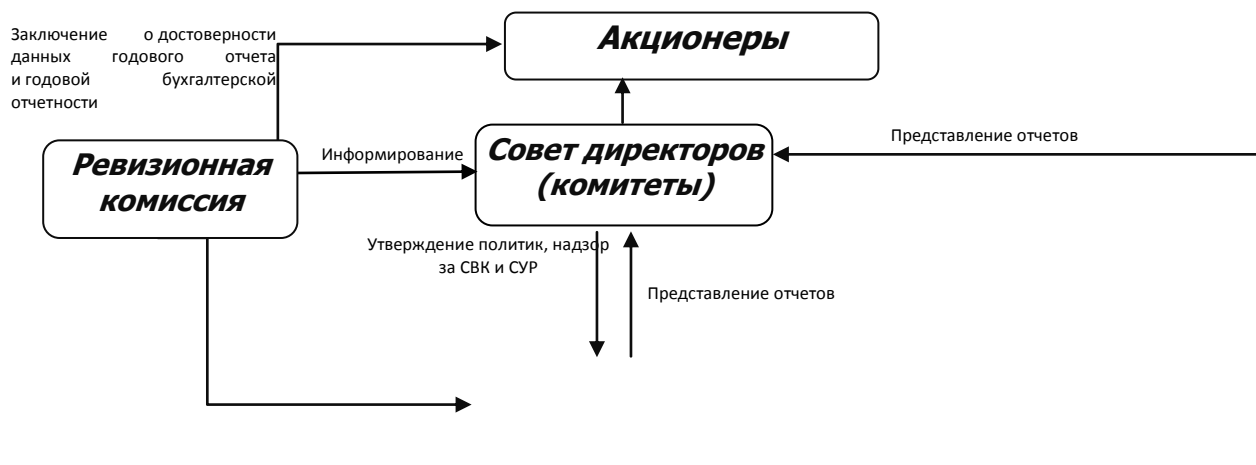 Заключение о достоверности
данных годового отчета
и годовой бухгалтерской
отчетности
Акционеры
Ревизионная
комиссия
Информирование
Совет директоров
(комитеты)
Представление отчетов
Утверждение политик, надзор
за СВК и СУР
Представление отчетов